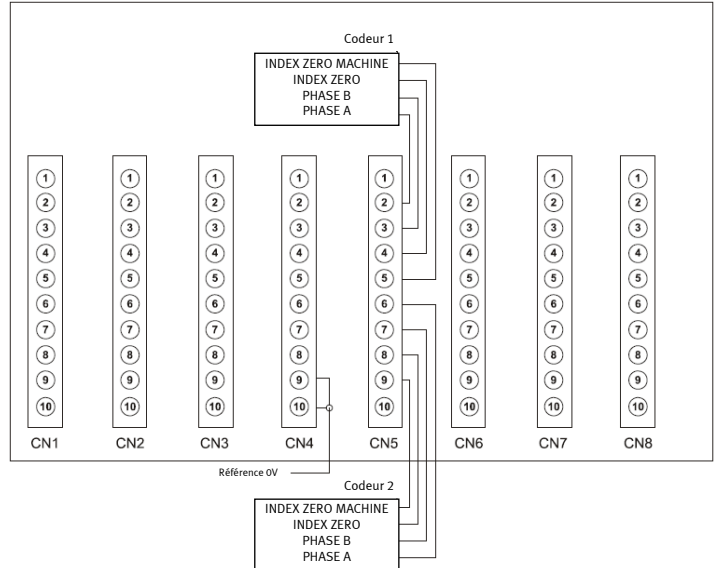 Codeur 1
INDEX ZERO MACHINE
INDEX ZERO
PHASE B
PHASE A
1 1 1 1 1 1 1 1
2 2 2 2 2 2 2 2
3 3 3 3 3 3 3 3
4 4 4 4 4 4 4 4
5 5 5 5 5 5 5 5
6 6 6 6 6 6 6 6
7 7 7 7 7 7 7 7
8 8 8 8 8 8 8 8
9 9 9 9 9 9 9 9
10 10 10 10 10 10 10 10
CN1 CN2 CN3 CN4 CN5 CN6 CN7 CN8
Référence 0V
Codeur 2
INDEX ZERO MACHINE
INDEX ZERO
PHASE B
PHASE A